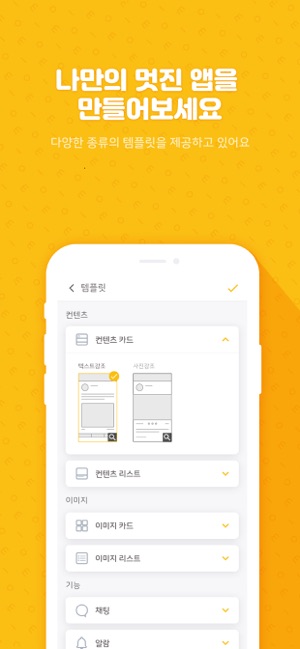 나만의 멋진 앱을
만들어보세요
다양한 종류의 템플릿을 제공하고 있어요
템플릿
컨텐츠
컨텐츠 카드
텍스트강조
사진강조
컨텐츠 리스트
이미지
이미지 카드
이미지 리스트
기능
채팅
알람